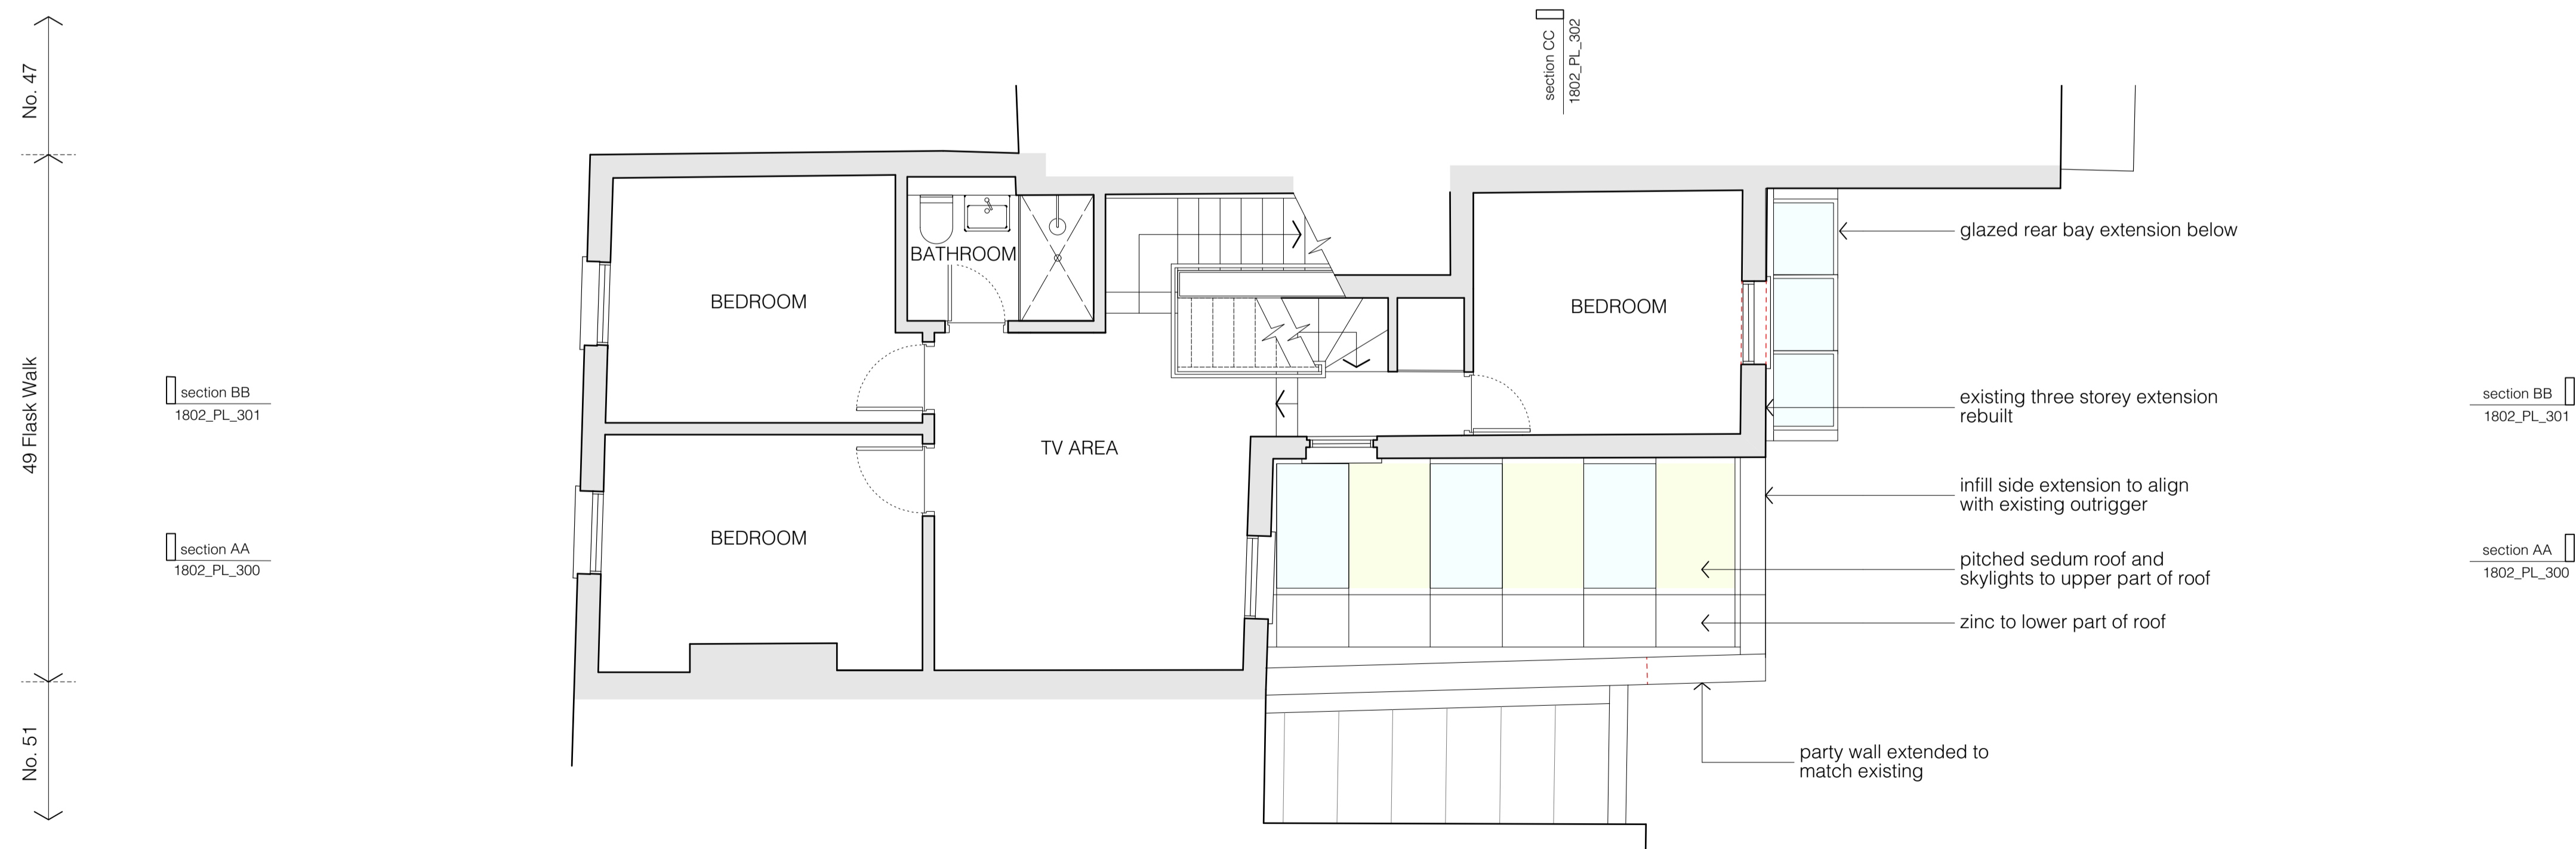 No. 47
49 Flask Walk
No. 51
section CC
1802_PL_302
section BB
1802_PL_301
section AA
1802_PL_300
BEDROOM
BATHROOM
BEDROOM
TV AREA
BEDROOM
glazed rear bay extension below
existing three storey extension
rebuilt
infill side extension to align
with existing outrigger
pitched sedum roof and
skylights to upper part of roof
zinc to lower part of roof
party wall extended to
match existing
section BB
1802_PL_301
section AA
1802_PL_300